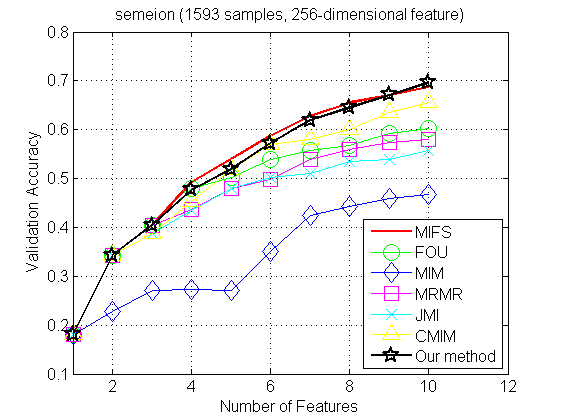 semeion (1593 samples, 256-dimensional feature)
0.8
0.7
0.6
0.5
0.4
0.3
0.2
0.1
Validation Accuracy
2
4
6
8
10
12
Number of Features
MIFS
FOU
MIM
MRMR
JMI
CMIM
Our method